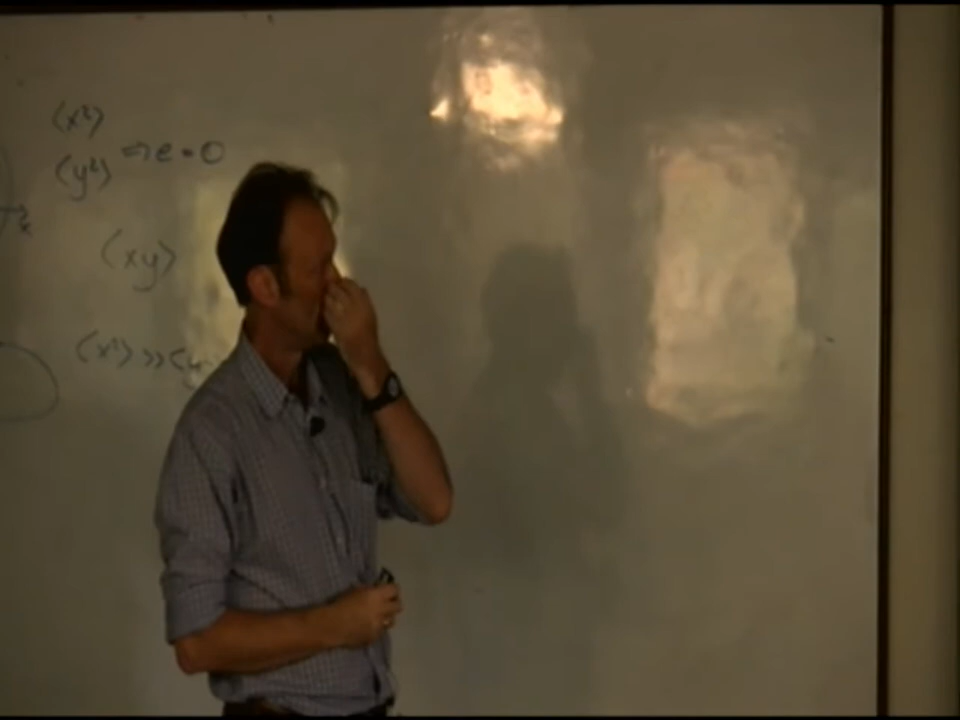 ⟨x²⟩
⟨y²⟩ ⇒ e = 0
⟨xy⟩
⟨x²⟩ >> ⟨y